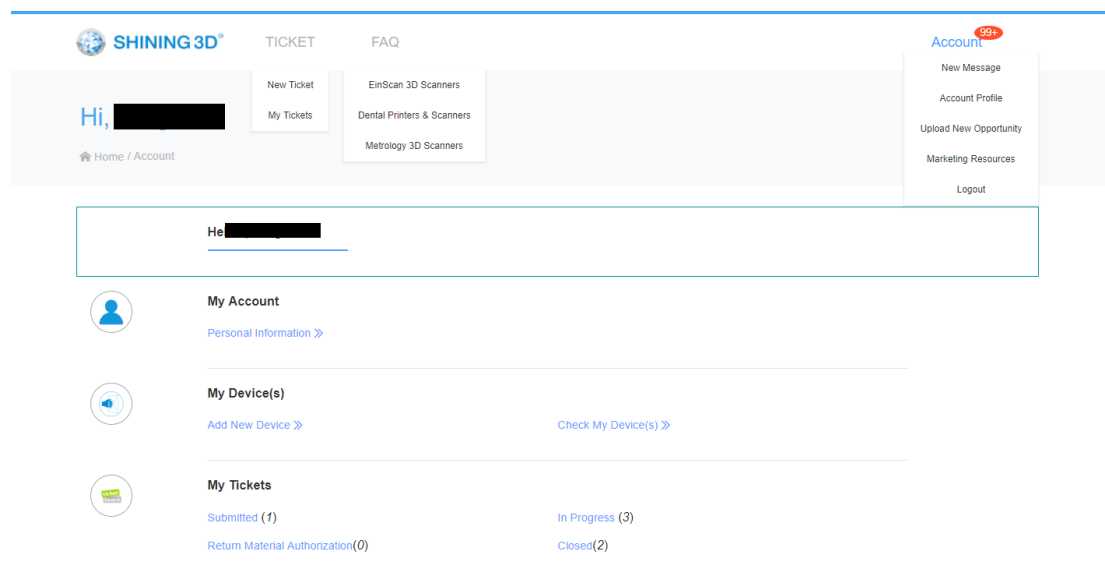 SHINING 3D®
TICKET
FAQ
Account
99+
New Ticket
My Tickets
EinScan 3D Scanners
Dental Printers & Scanners
Metrology 3D Scanners
New Message
Account Profile
Upload New Opportunity
Marketing Resources
Logout
Hi,
Home / Account
My Account
Personal Information
My Device(s)
Add New Device
Check My Device(s)
My Tickets
Submitted (1)
In Progress (3)
Return Material Authorization(0)
Closed(2)